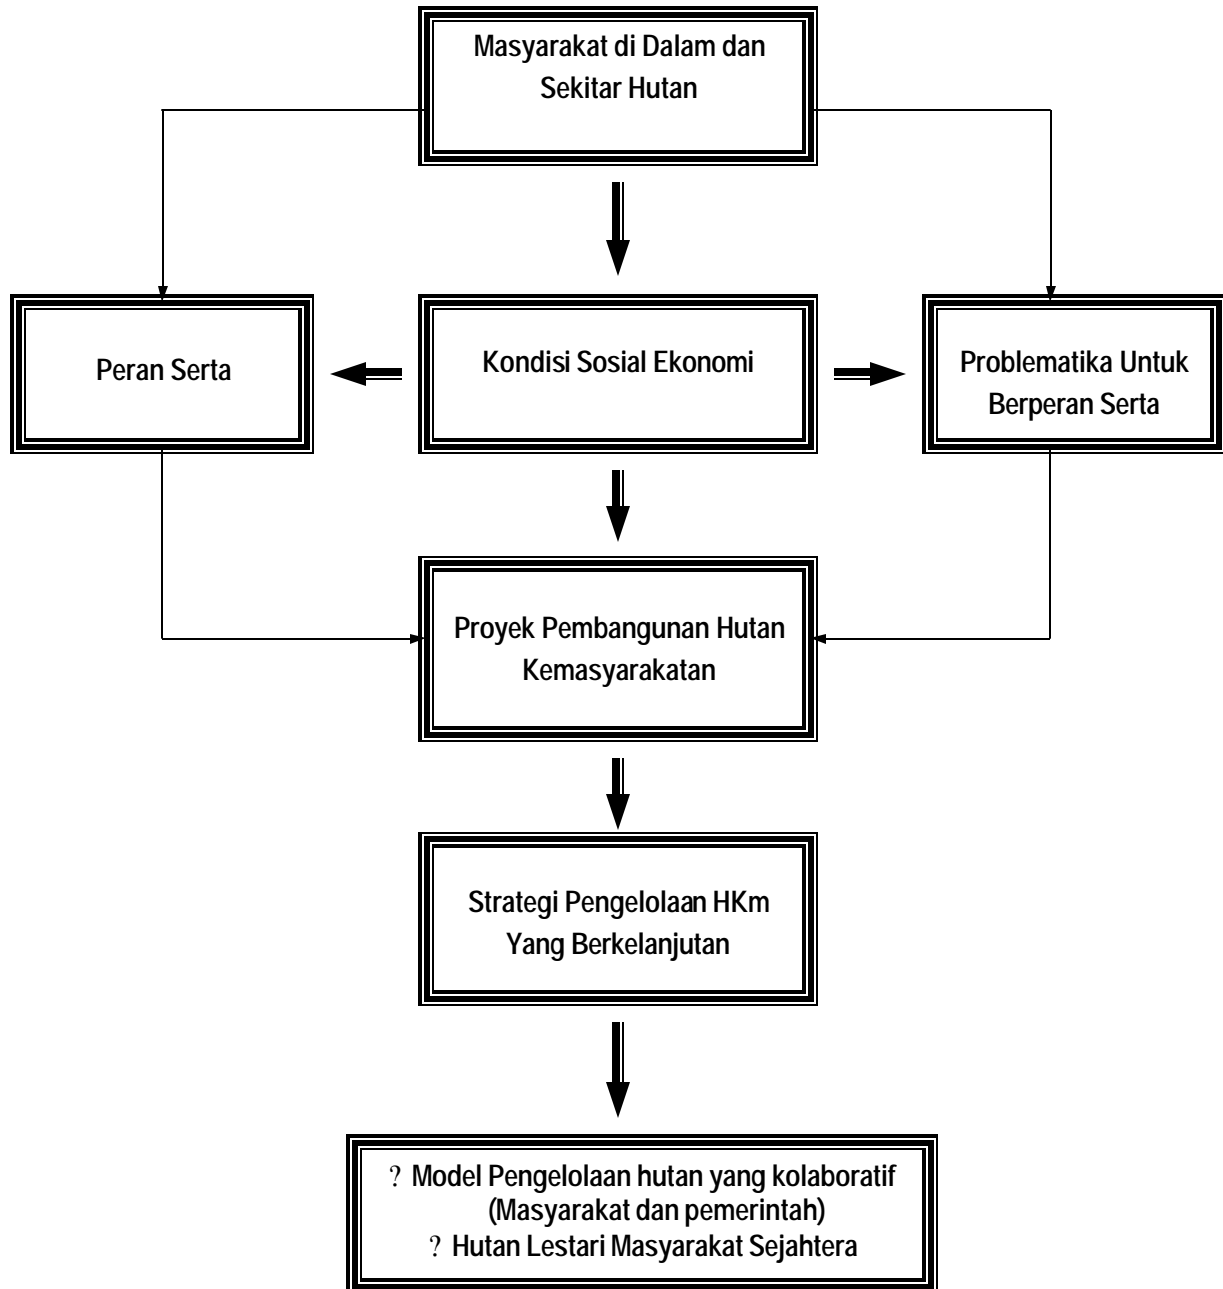 Masyarakat di Dalam dan
Sekitar Hutan
Peran Serta
Kondisi Sosial Ekonomi
Problematika Untuk
Berperan Serta
Proyek Pembangunan Hutan
Kemasyarakatan
Strategi Pengelolaan HKm
Yang Berkelanjutan
? Model Pengelolaan hutan yang kolaboratif
(Masyarakat dan pemerintah)
? Hutan Lestari Masyarakat Sejahtera